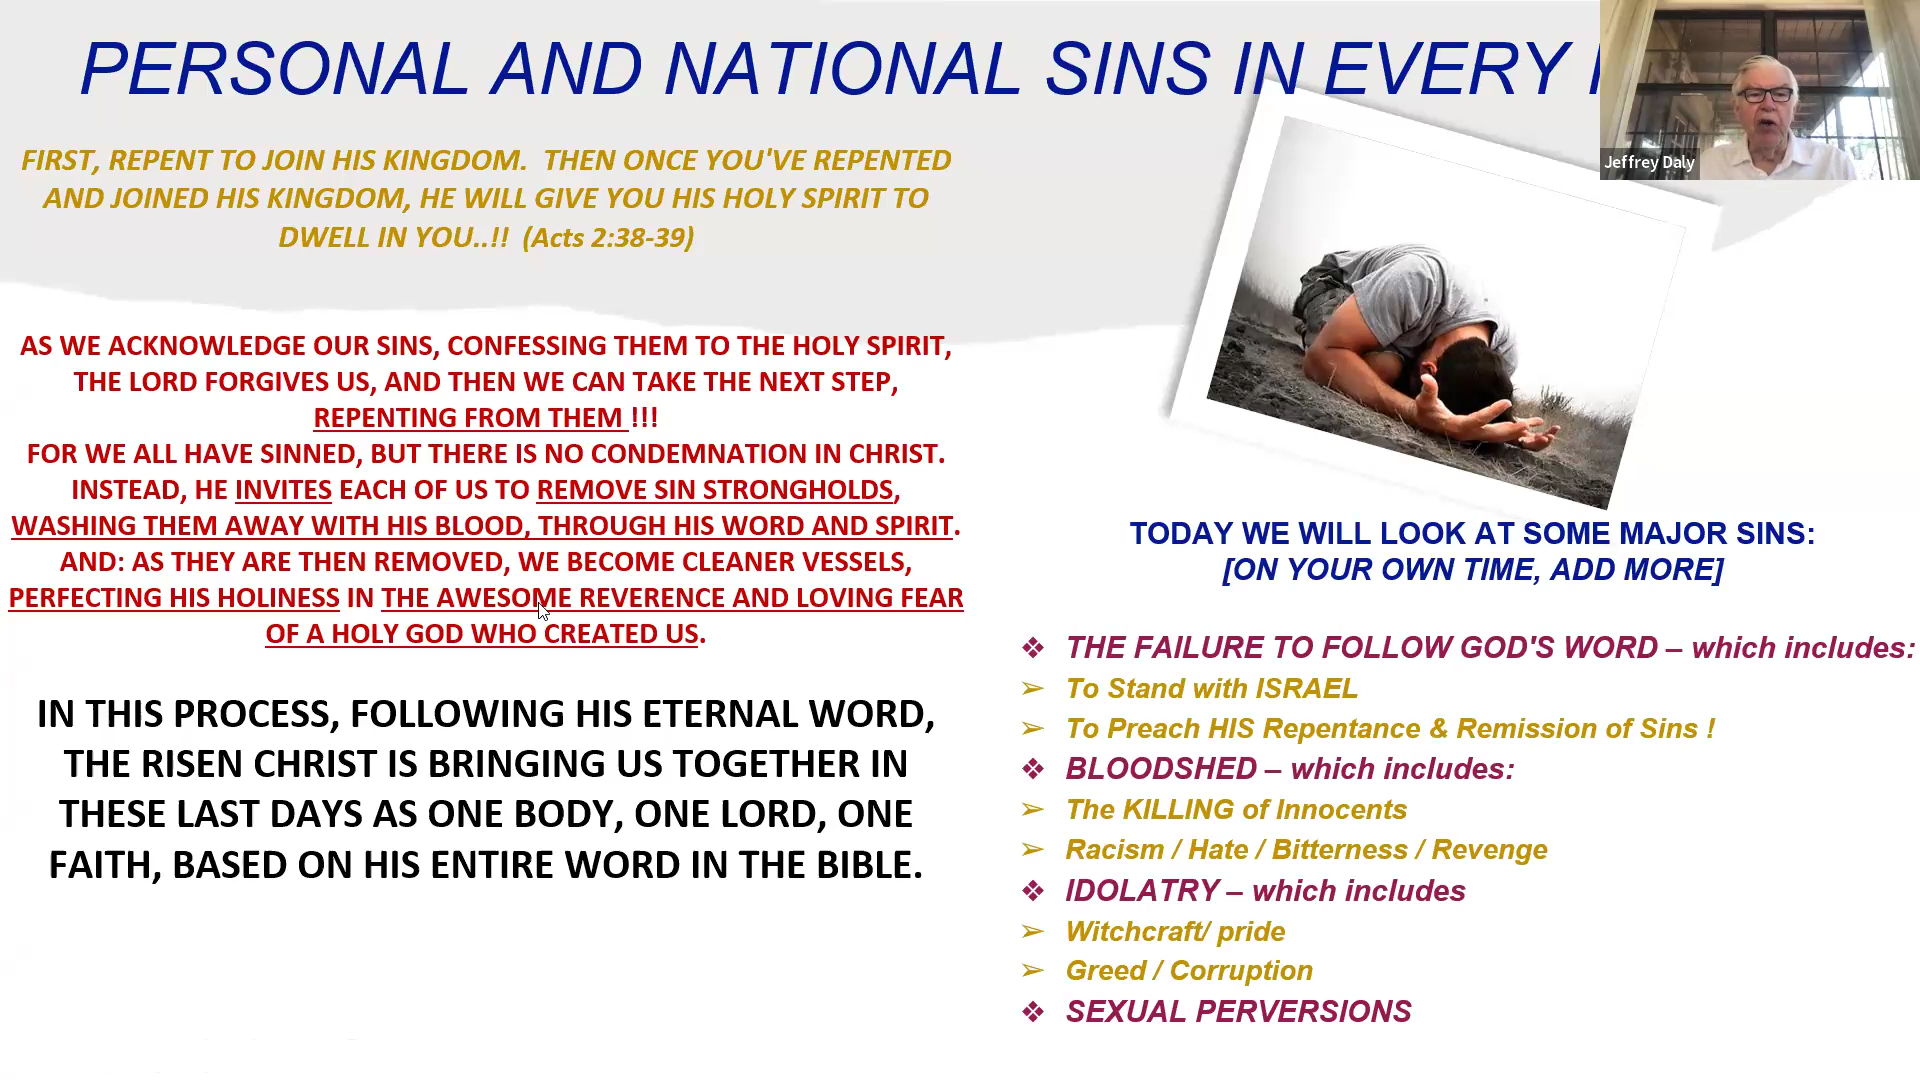 PERSONAL AND NATIONAL SINS IN EVERY
Jeffrey Daly
FIRST, REPENT TO JOIN HIS KINGDOM. THEN ONCE YOU'VE REPENTED
AND JOINED HIS KINGDOM, HE WILL GIVE YOU HIS HOLY SPIRIT TO
DWELL IN YOU..!! (Acts 2:38-39)
AS WE ACKNOWLEDGE OUR SINS, CONFESSING THEM TO THE HOLY SPIRIT,
THE LORD FORGIVES US, AND THEN WE CAN TAKE THE NEXT STEP,
REPENTING FROM THEM !!!
FOR WE ALL HAVE SINNED, BUT THERE IS NO CONDEMNATION IN CHRIST.
INSTEAD, HE INVITES EACH OF US TO REMOVE SIN STRONGHOLDS,
WASHING THEM AWAY WITH HIS BLOOD, THROUGH HIS WORD AND SPIRIT.
AND: AS THEY ARE THEN REMOVED, WE BECOME CLEANER VESSELS,
PERFECTING HIS HOLINESS IN THE AWESOME REVERENCE AND LOVING FEAR
OF A HOLY GOD WHO CREATED US.
IN THIS PROCESS, FOLLOWING HIS ETERNAL WORD,
THE RISEN CHRIST IS BRINGING US TOGETHER IN
THESE LAST DAYS AS ONE BODY, ONE LORD, ONE
FAITH, BASED ON HIS ENTIRE WORD IN THE BIBLE.
TODAY WE WILL LOOK AT SOME MAJOR SINS:
[ON YOUR OWN TIME, ADD MORE]
❖ THE FAILURE TO FOLLOW GOD'S WORD – which includes:
➢ To Stand with ISRAEL
➢ To Preach HIS Repentance & Remission of Sins !
❖ BLOODSHED – which includes:
➢ The KILLING of Innocents
➢ Racism / Hate / Bitterness / Revenge
❖ IDOLATRY – which includes
➢ Witchcraft/ pride
➢ Greed / Corruption
❖ SEXUAL PERVERSIONS